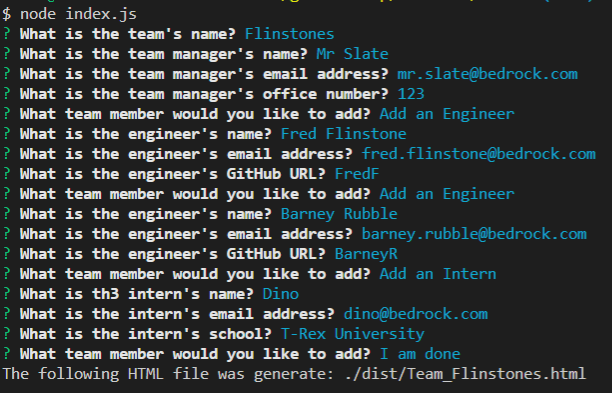 $ node index.js
? What is the team's name? Flinstones
? What is the team manager's name? Mr Slate
? What is the team manager's email address? mr.slate@bedrock.com
? What is the team manager's office number? 123
? What team member would you like to add? Add an Engineer
? What is the engineer's name? Fred Flinstone
? What is the engineer's email address? fred.flinstone@bedrock.com
? What is the engineer's GitHub URL? FredF
? What team member would you like to add? Add an Engineer
? What is the engineer's name? Barney Rubble
? What is the engineer's email address? barney.rubble@bedrock.com
? What is the engineer's GitHub URL? BarneyR
? What team member would you like to add? Add an Intern
? What is th3 intern's name? Dino
? What is the intern's email address? dino@bedrock.com
? What is the intern's school? T-Rex University
? What team member would you like to add? I am done
The following HTML file was generate: ./dist/Team_Flinstones.html